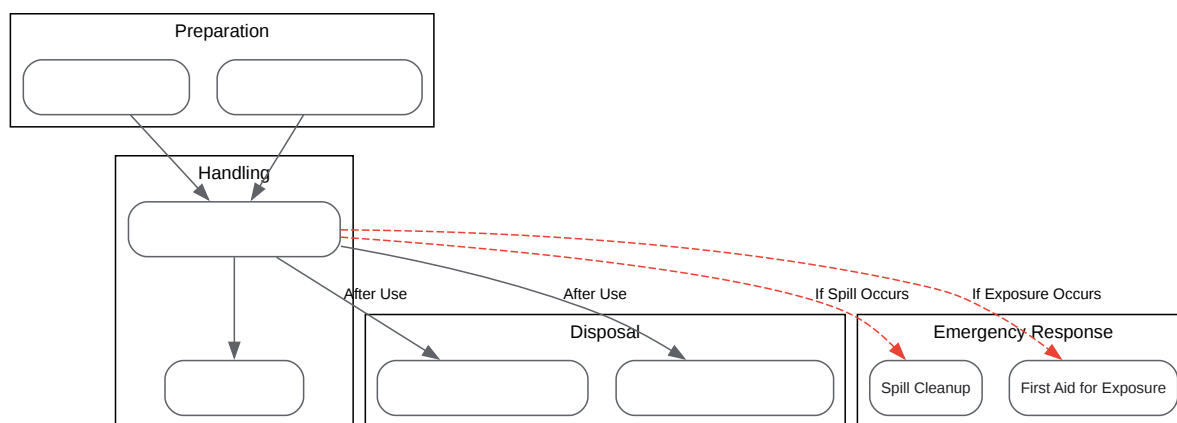 Preparation
Handling
After Use
After Use
If Spill Occurs
If Exposure Occurs
Disposal
Emergency Response
Spill Cleanup
First Aid for Exposure